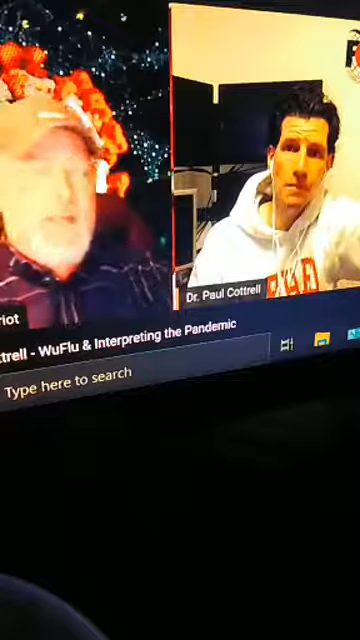 riot
Dr. Paul Cottrell
ttrell - WuFlu & Interpreting the Pandemic
Type here to search